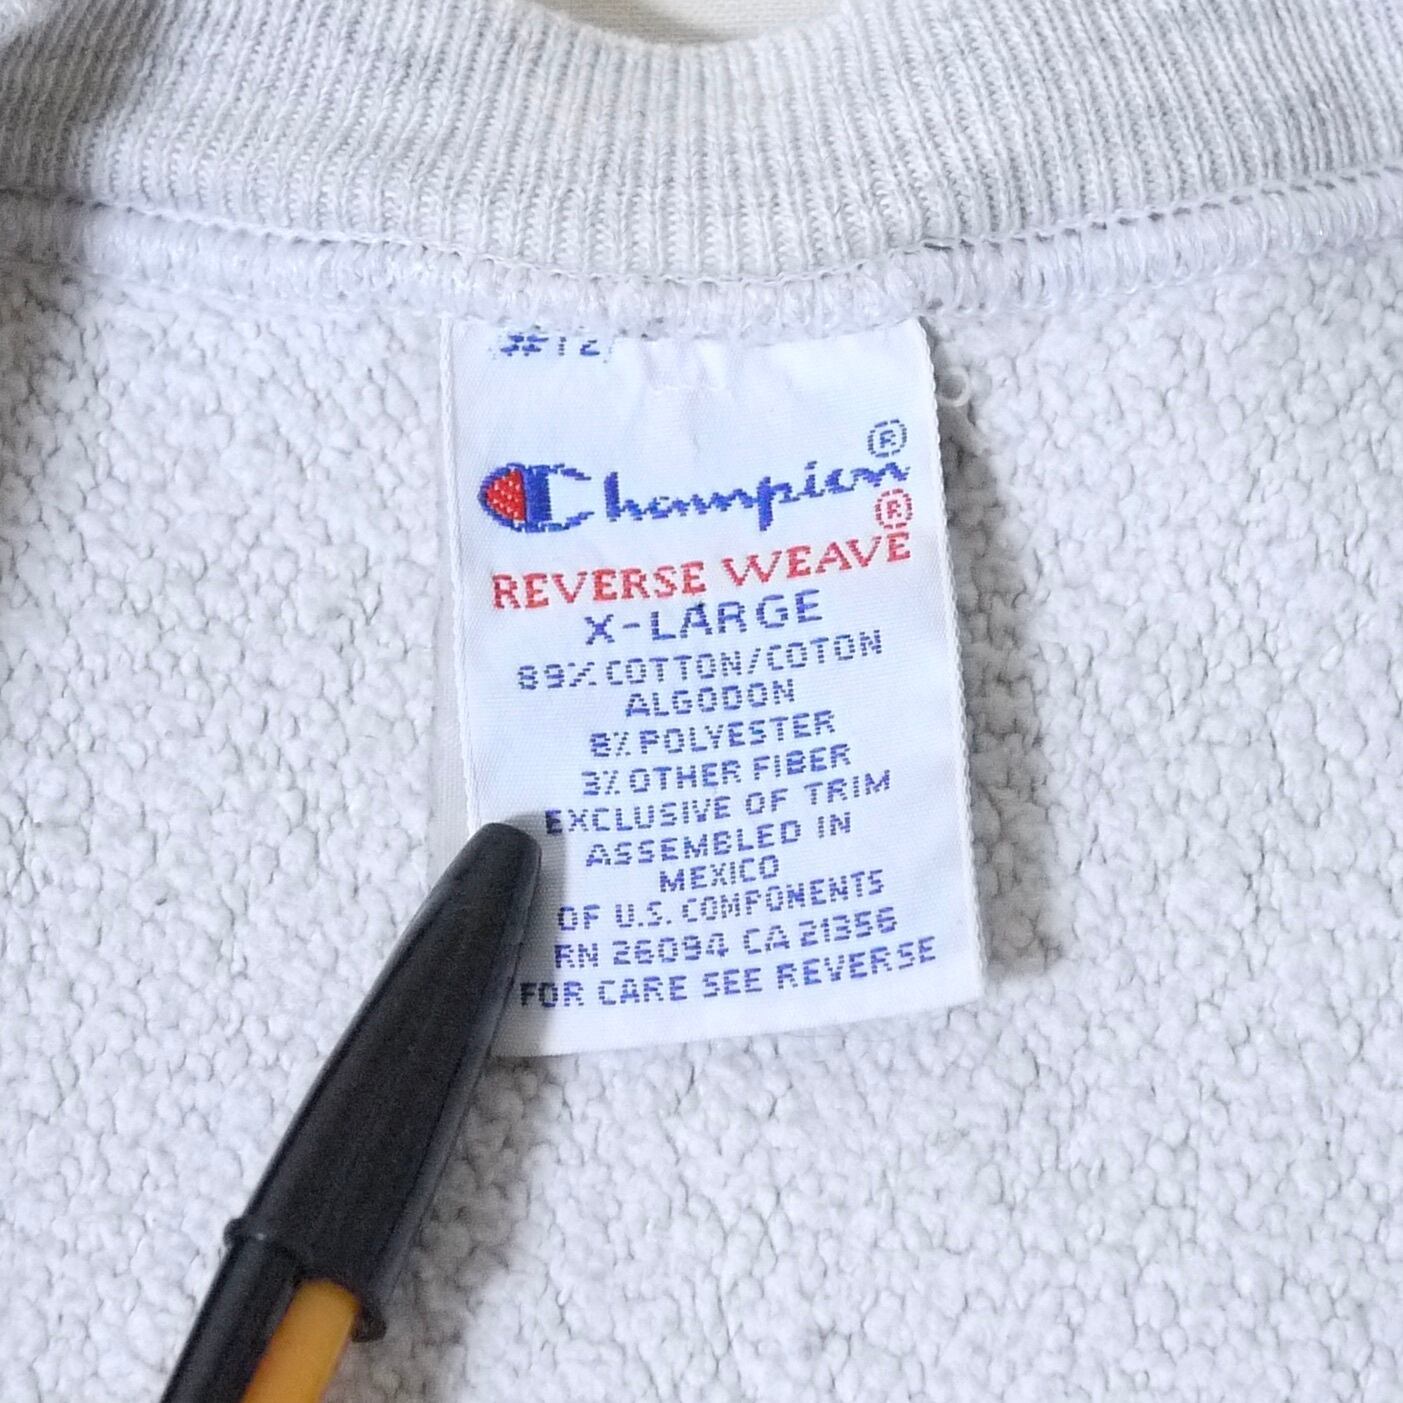 #12
Champion®
REVERSE WEAVE®
X-LARGE
89% COTTON/COTON
ALGODON
8% POLYESTER
3% OTHER FIBER
EXCLUSIVE OF TRIM
ASSEMBLED IN
MEXICO
OF U.S. COMPONENTS
RN 26094 CA 21356
FOR CARE SEE REVERSE